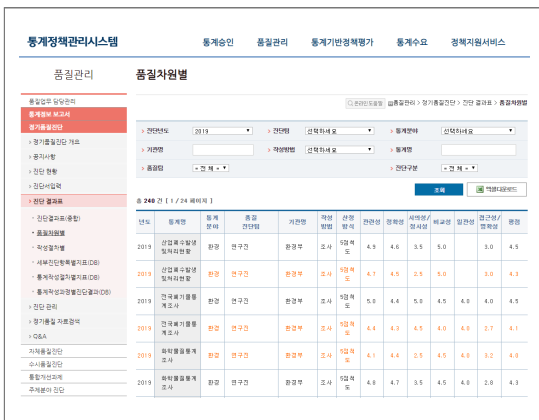 통계정책관리시스템
통계승인 품질관리 통계기반정책평가 통계수요 정책지원서비스
품질관리
품질차원별
온라인도움말 품질관리 > 정기품질진단 > 진단 결과표 > 품질차원별
품질업무 담당관리
통계정보 보고서
정기품질진단
› 정기품질진단 개요
› 공지사항
› 진단 현황
› 진단서입력
› 진단 결과표
· 진단결과표(종합)
· 품질차원별
· 작성절차별
· 세부진단항목별지표(DB)
· 통계작성절차별지표(DB)
· 통계작성과정별진단결과(DB)
› 진단 관리
› 정기품질 자료검색
› Q&A
자체품질진단
수시품질진단
통합개선과제
주제분야 진단
› 진단년도 2019 › 진단팀 선택하세요 › 통계분야 선택하세요
› 기관명 › 작성방법 선택하세요 › 통계명
› 품질팀 = 전 체 = › 진단구분 = 전 체 =
조회 엑셀다운로드
총 240 건 [ 1 / 24 페이지 ]
년도 통계명 통계분야 품질진단팀 기관명 작성방법 산정방식 관련성 정확성 시의성/정시성 비교성 일관성 접근성/명확성 평점
2019 산업폐수발생및처리현황 환경 연구진 환경부 조사 5점척도 4.9 4.6 3.5 5.0 3.0 4.5
2019 산업폐수발생및처리현황 환경 연구진 환경부 조사 5점척도 4.7 4.5 2.5 5.0 3.0 4.3
2019 전국폐기물통계조사 환경 연구진 환경부 조사 5점척도 5.0 4.4 5.0 4.5 4.0 4.0 4.5
2019 전국폐기물통계조사 환경 연구진 환경부 조사 5점척도 4.4 4.3 4.5 4.0 4.0 2.7 4.1
2019 화학물질통계조사 환경 연구진 환경부 조사 5점척도 4.1 4.4 2.5 4.5 4.0 3.2 4.0
2019 화학물질통계조사 환경 연구진 환경부 조사 5점척도 4.8 4.7 3.5 4.5 4.0 2.8 4.3